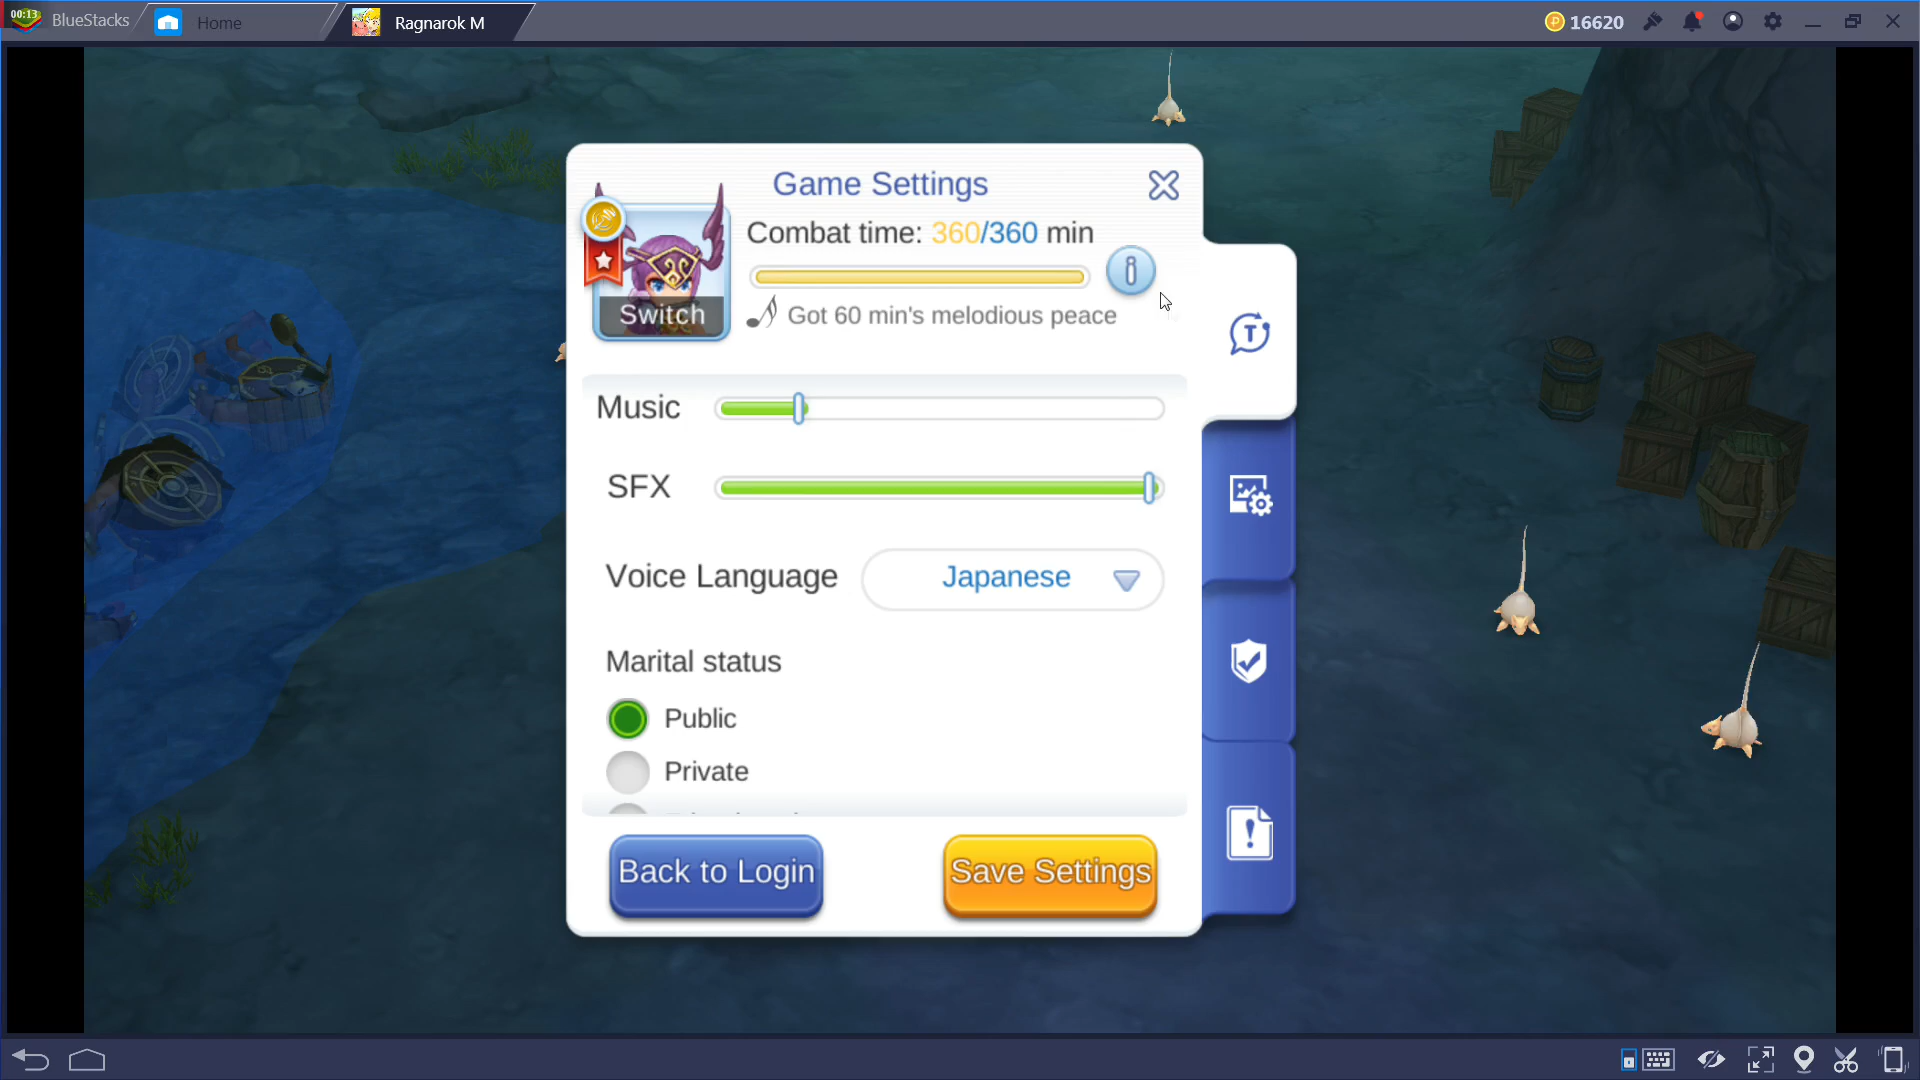 00:13
BlueStacks
Home
Ragnarok M
16620
Game Settings
Combat time: 360/360 min
Switch
Got 60 min's melodious peace
T
Music
SFX
Voice Language
Japanese
Marital status
Public
Private
Back to Login
Save Settings